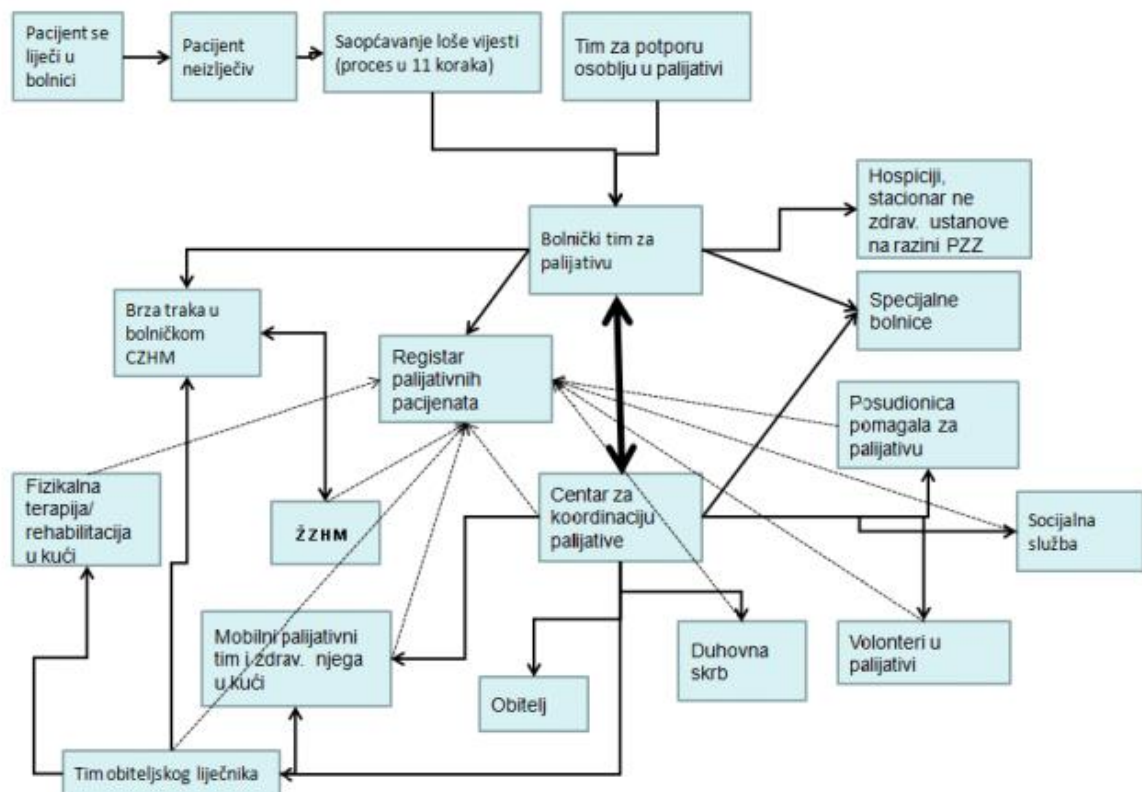 Pacijent se
liječi u
bolnici
Pacijent
neizlječiv
Saopćavanje loše vijesti
(proces u 11 koraka)
Tim za potporu
osoblju u palijativi
Hospiciji,
stacionar ne
zdrav. ustanove
na razini PZZ
Bolnički tim za
palijativu
Brza traka u
bolničkom
CZHM
Specijalne
bolnice
Registar
palijativnih
pacijenata
Posudionica
pomagala za
palijativu
Fizikalna
terapija/
rehabilitacija
u kući
ŽZHM
Centar za
koordinaciju
palijative
Socijalna
služba
Mobilni palijativni
tim i zdrav. njega
u kući
Obitelj
Duhovna
skrb
Volonteri u
palijativi
Tim obiteljskog liječnika